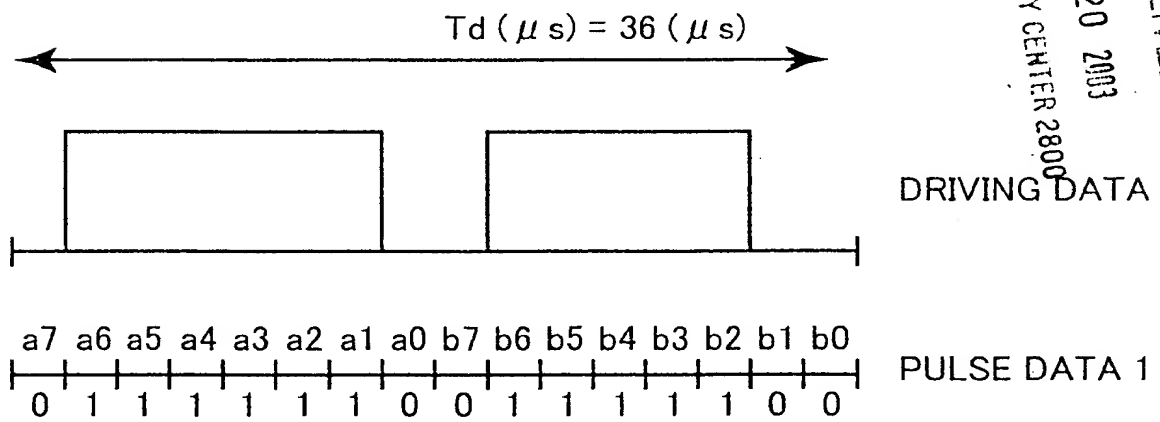 Td (μs) = 36 (μs)
20 2003
Y CENTER 2800
DRIVING DATA
a7 a6 a5 a4 a3 a2 a1 a0 b7 b6 b5 b4 b3 b2 b1 b0
PULSE DATA 1
0 1 1 1 1 1 1 0 0 1 1 1 1 1 0 0